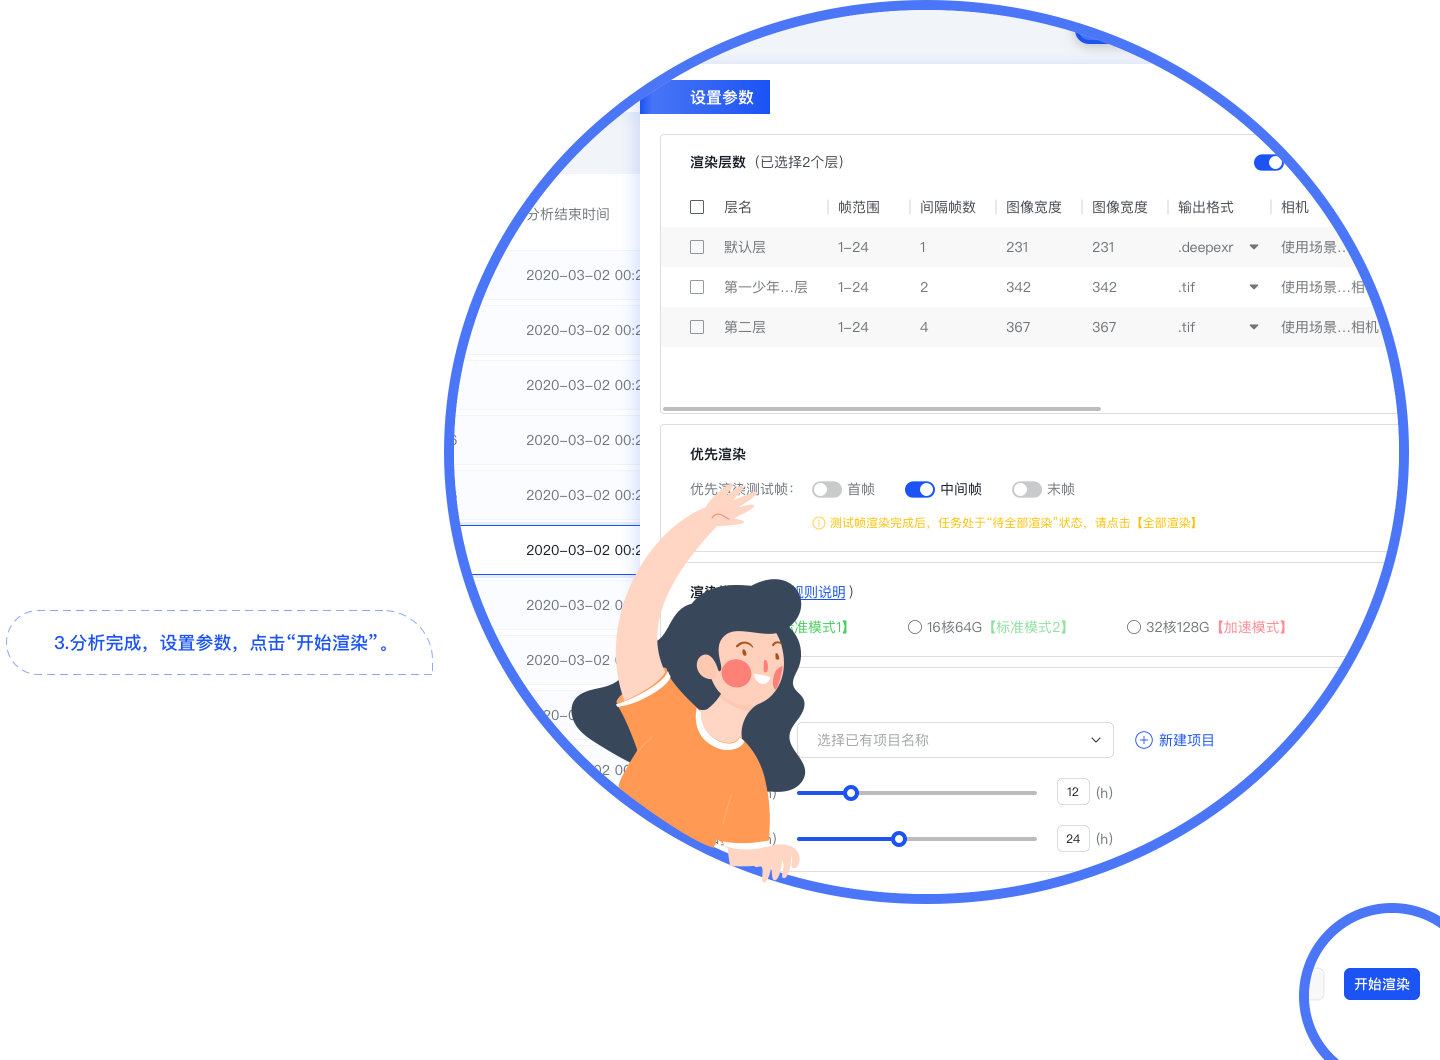 设置参数
渲染层数（已选择2个层）
分析结束时间
层名 帧范围 间隔帧数 图像宽度 图像宽度 输出格式 相机
默认层 1-24 1 231 231 .deepexr 使用场景...
第一少年...层 1-24 2 342 342 .tif 使用场景...相
第二层 1-24 4 367 367 .tif 使用场景...相机
2020-03-02 00:2
2020-03-02 00:2
2020-03-02 00:2
2020-03-02 00:2
2020-03-02 00:2
2020-03-02 00:2
2020-03-02 0
2020-03-02
优先渲染
优先渲染测试帧： 首帧 中间帧 末帧
测试帧渲染完成后，任务处于“待全部渲染”状态，请点击【全部渲染】
规则说明）
准模式1】 16核64G【标准模式2】 32核128G【加速模式】
3.分析完成，设置参数，点击“开始渲染”。
选择已有项目名称 新建项目
12 (h)
24 (h)
开始渲染